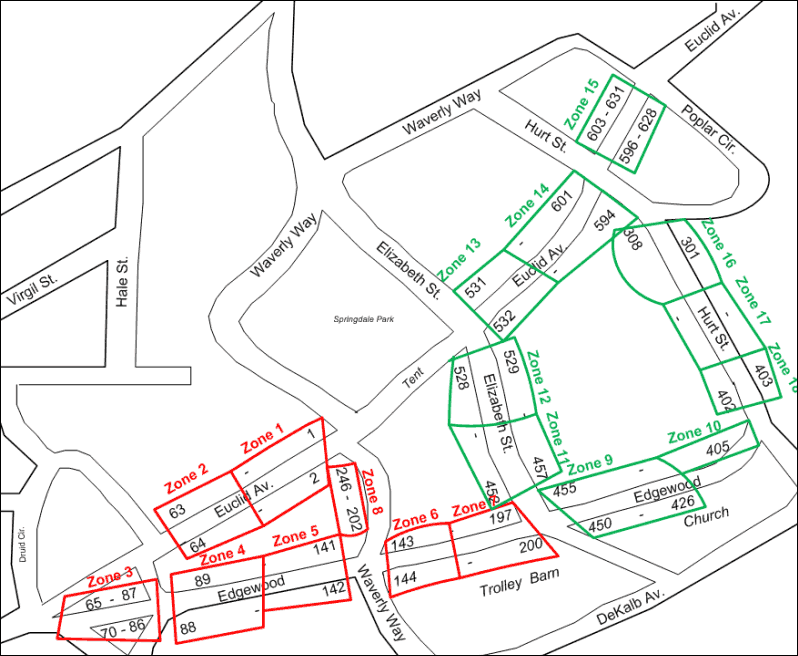 Euclid Av.
Zone 15
603 - 631
596 - 628
Waverly Way
Hurt St.
Poplar Cir.
Zone 14
601
594
Zone 13
-
Euclid Av.
-
531
532
Elizabeth St.
Waverly Way
Virgil St.
Hale St.
Springdale Park
308
301
Zone 16
Zone 17
-
Hurt St.
-
Zone 18
403
402
Tent
528
529
Zone 12
Elizabeth St.
-
-
Zone 11
457
Zone 10
405
Zone 9
455
-
Edgewood
450 - 426
Church
Zone 1
1
-
2
Zone 2
63
Euclid Av.
-
64
Zone 8
246 - 202
Zone 6
143
-
197
144
-
200
Trolley Barn
Zone 5
141
Zone 4
89
-
Edgewood
142
88
-
Zone 3
65 - 87
70 - 86
Druid Cir.
Waverly Way
DeKalb Av.